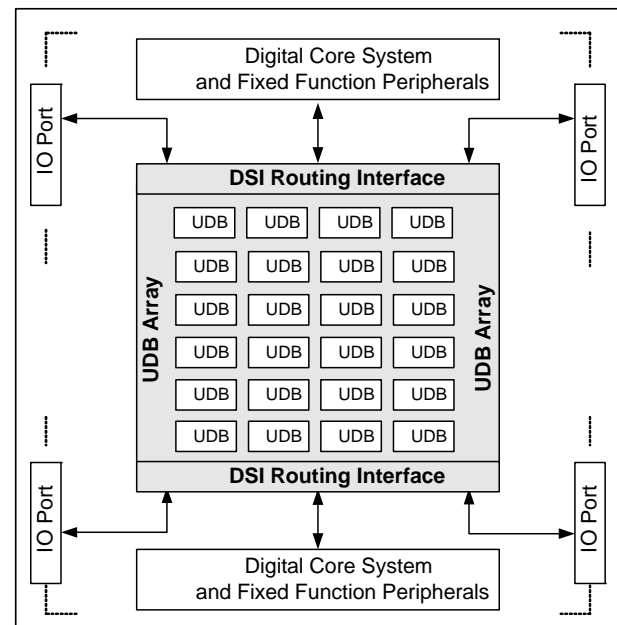 Digital Core System
and Fixed Function Peripherals
IO Port
IO Port
DSI Routing Interface
UDB Array
UDB UDB UDB UDB
UDB UDB UDB UDB
UDB UDB UDB UDB
UDB UDB UDB UDB
UDB UDB UDB UDB
UDB UDB UDB UDB
UDB Array
DSI Routing Interface
IO Port
IO Port
Digital Core System
and Fixed Function Peripherals